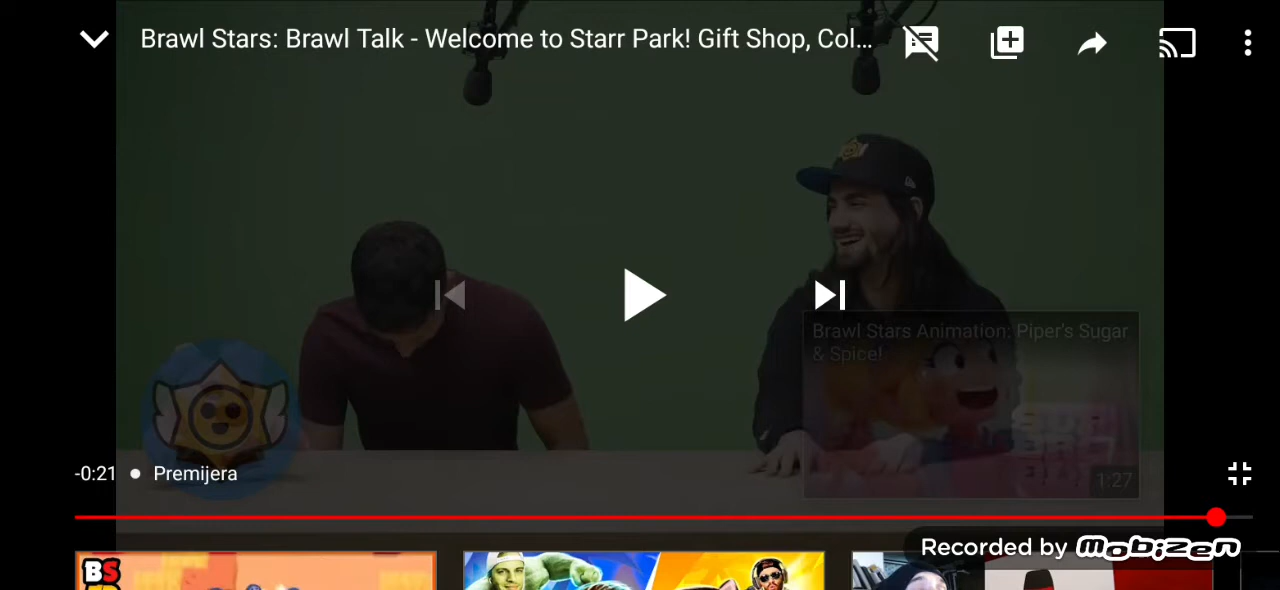 Brawl Stars: Brawl Talk - Welcome to Starr Park! Gift Shop, Col...
Brawl Stars Animation: Piper's Sugar
& Spice!
1:27
-0:21 • Premijera
Recorded by mobizen
BS